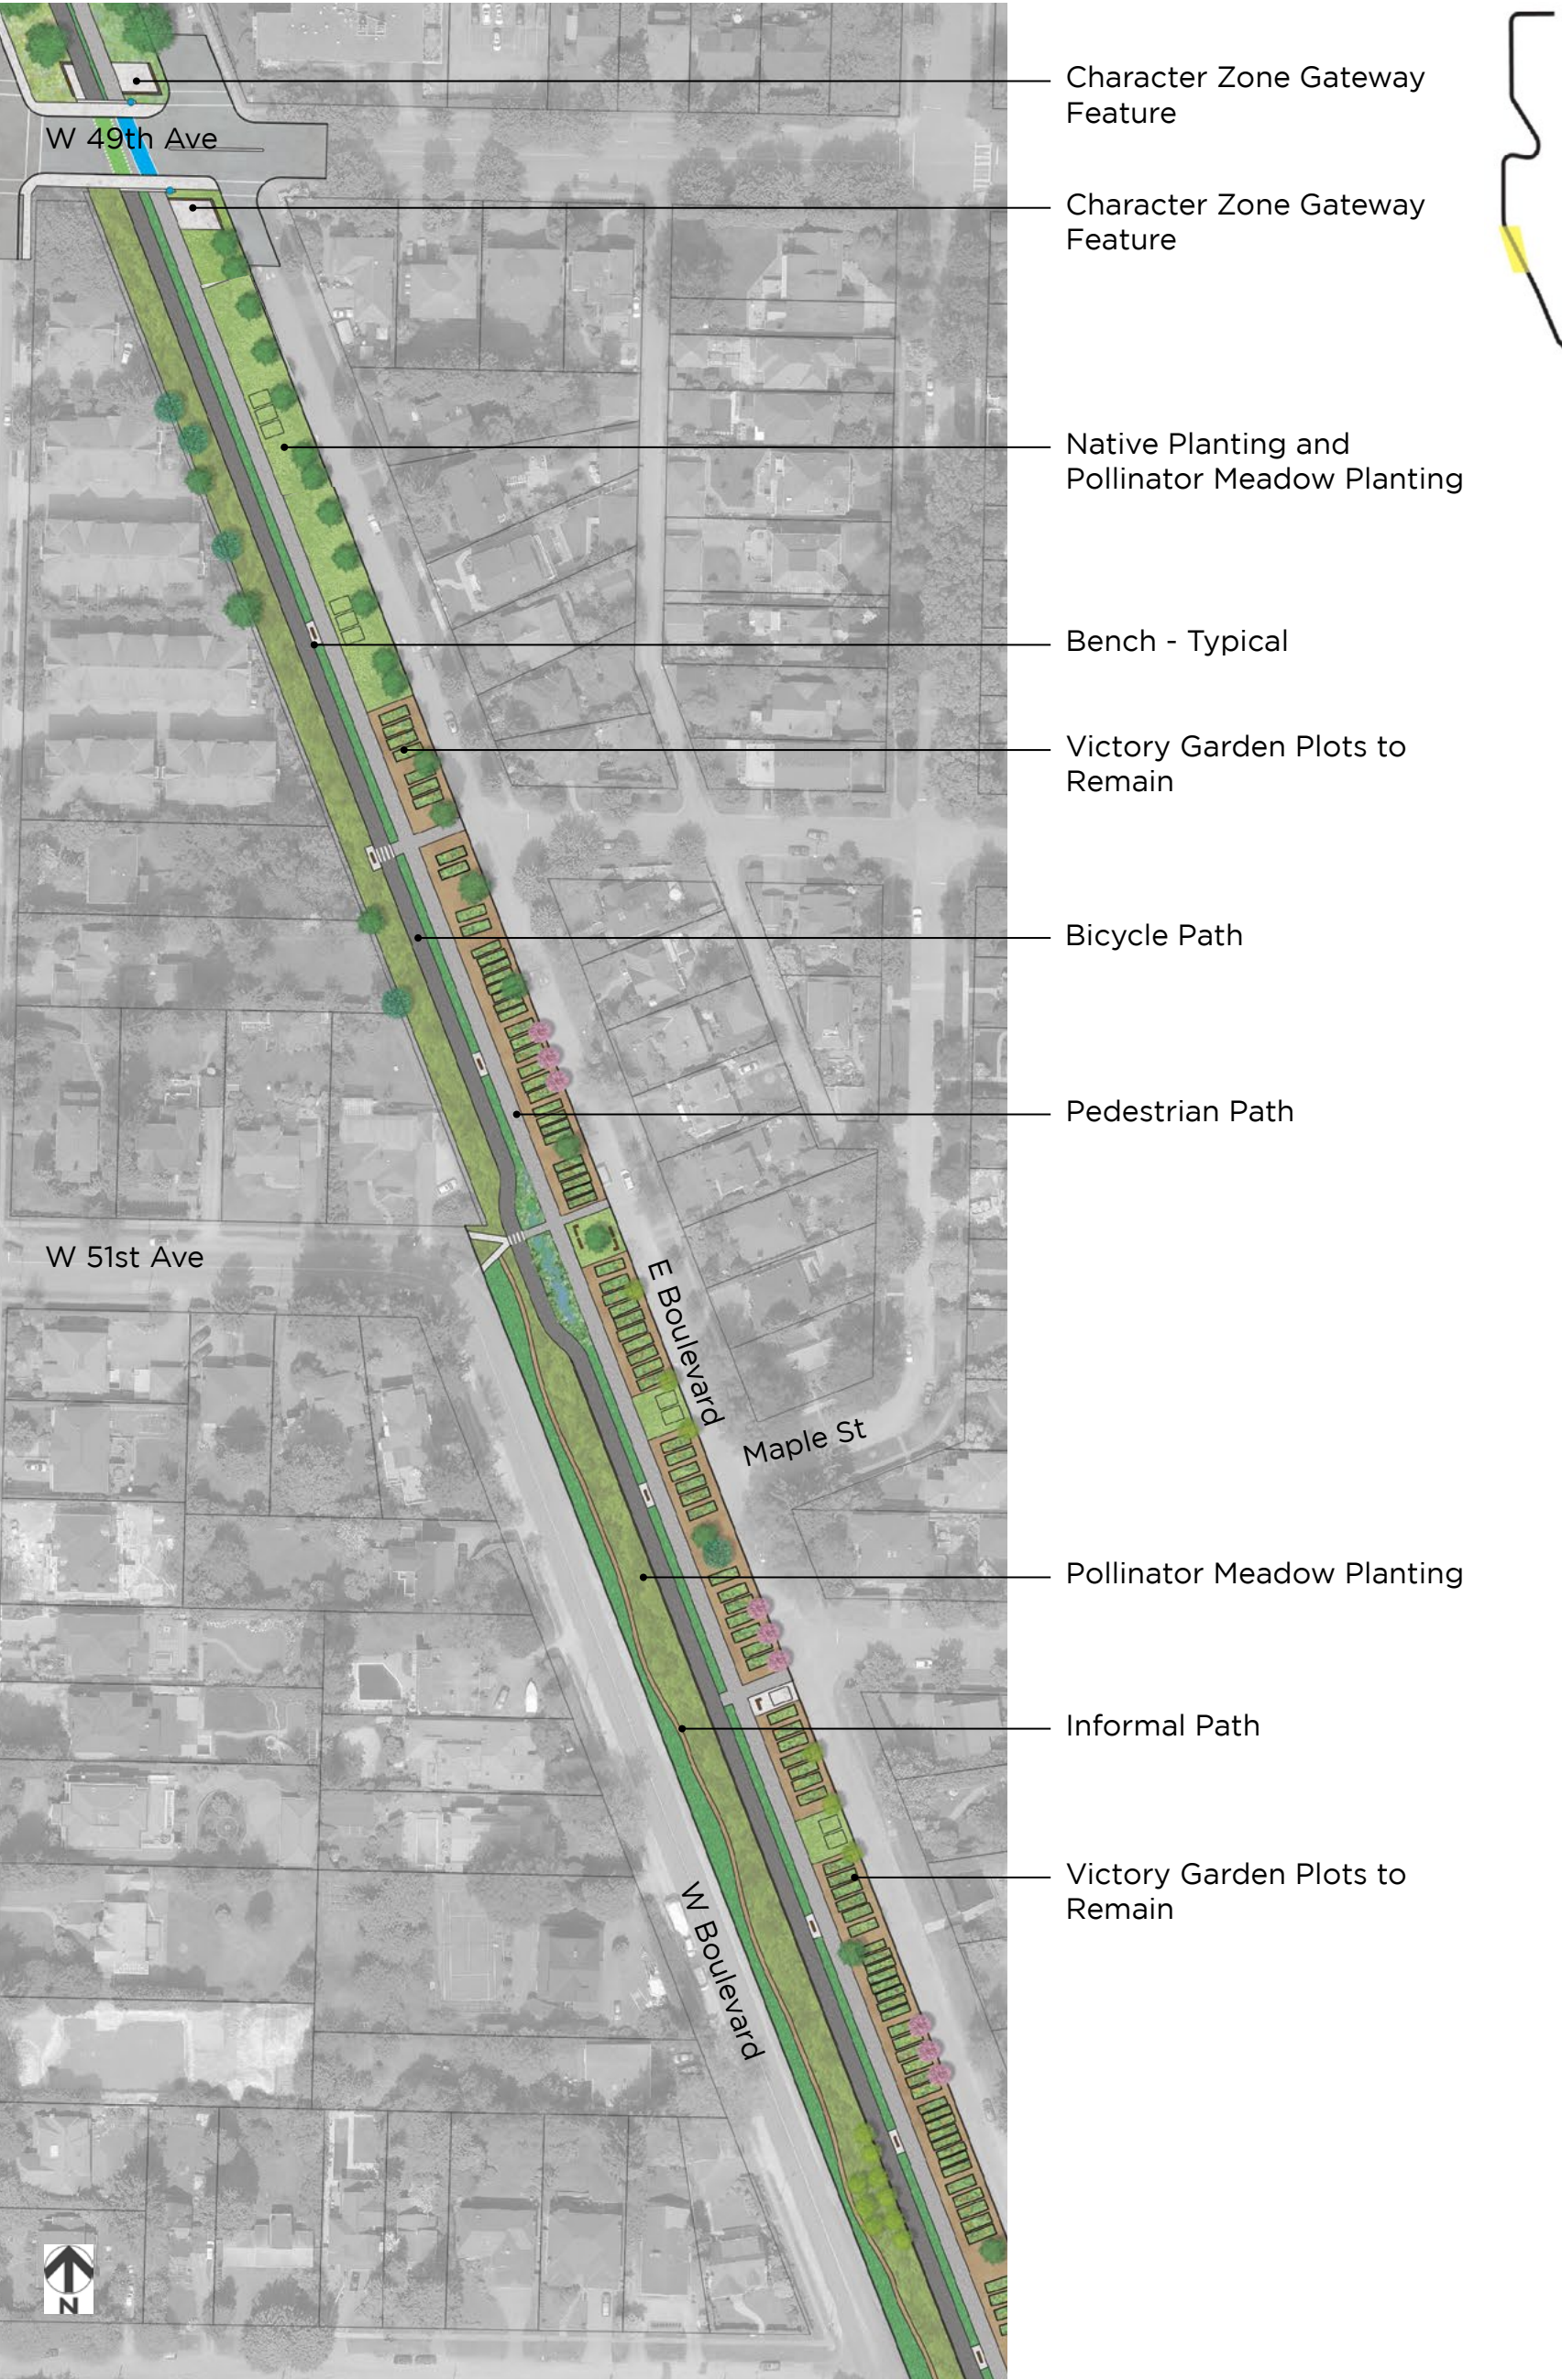 Character Zone Gateway
Feature
W 49th Ave
Character Zone Gateway
Feature
Native Planting and
Pollinator Meadow Planting
Bench - Typical
Victory Garden Plots to
Remain
Bicycle Path
Pedestrian Path
W 51st Ave
E Boulevard
Maple St
Pollinator Meadow Planting
Informal Path
Victory Garden Plots to
Remain
W Boulevard
N